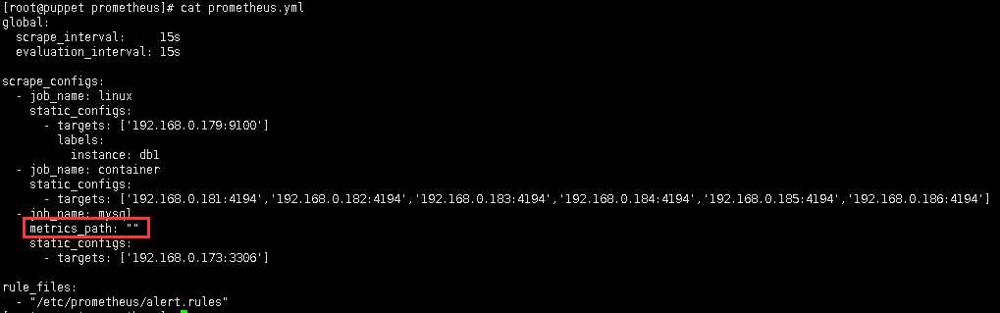 [root@puppet prometheus]# cat prometheus.yml
global:
  scrape_interval:     15s
  evaluation_interval: 15s

scrape_configs:
  - job_name: linux
    static_configs:
      - targets: ['192.168.0.179:9100']
        labels:
          instance: db1
  - job_name: container
    static_configs:
      - targets: ['192.168.0.181:4194','192.168.0.182:4194','192.168.0.183:4194','192.168.0.184:4194','192.168.0.185:4194','192.168.0.186:4194']
  - job_name: mysql
    metrics_path: ""
    static_configs:
      - targets: ['192.168.0.173:3306']

rule_files:
  - "/etc/prometheus/alert.rules"